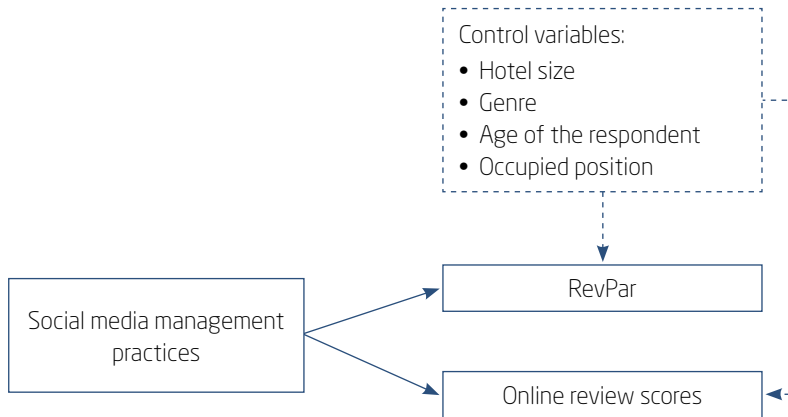 Control variables:
• Hotel size
• Genre
• Age of the respondent
• Occupied position
RevPar
Social media management
practices
Online review scores